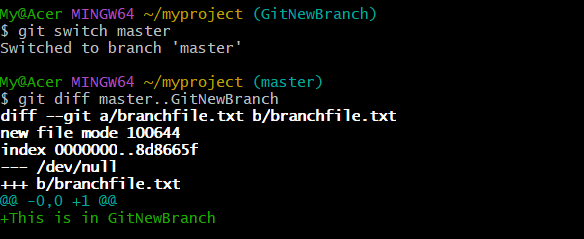 My@Acer MINGW64 ~/myproject (GitNewBranch)
$ git switch master
Switched to branch 'master'
My@Acer MINGW64 ~/myproject (master)
$ git diff master..GitNewBranch
diff --git a/branchfile.txt b/branchfile.txt
new file mode 100644
index 0000000..8d8665f
--- /dev/null
+++ b/branchfile.txt
@@ -0,0 +1 @@
+This is in GitNewBranch